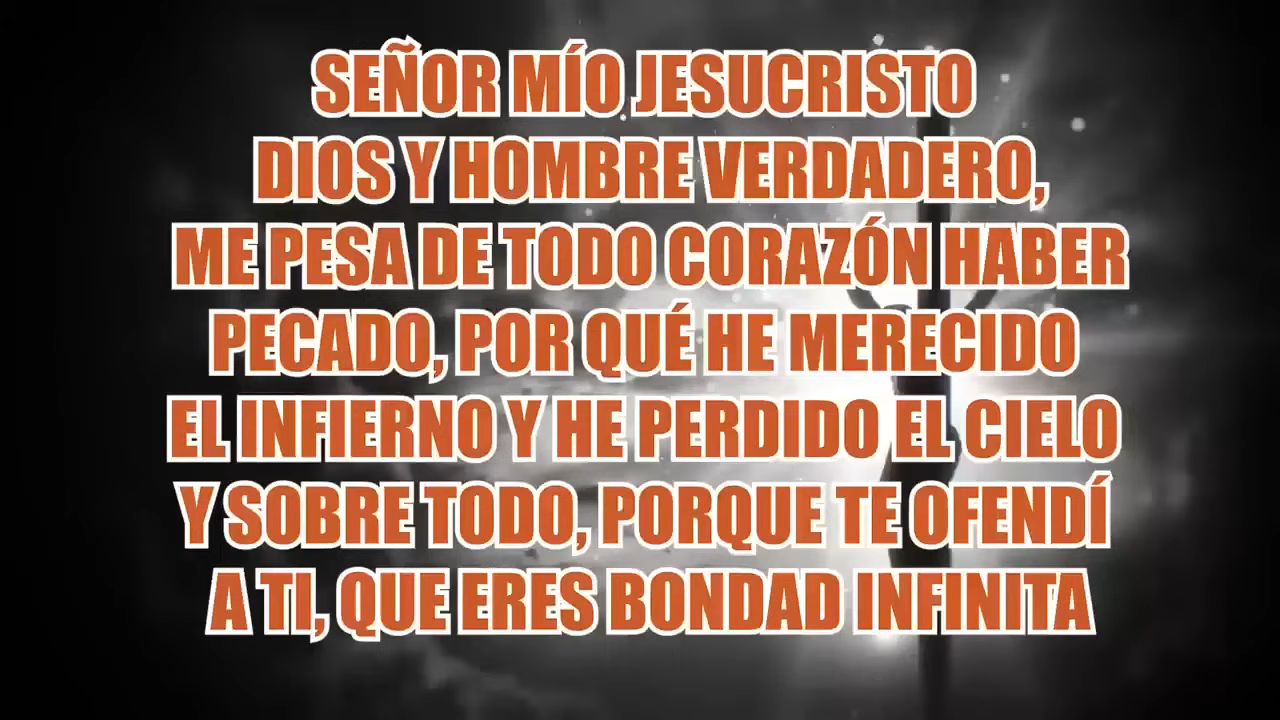 SEÑOR MÍO JESUCRISTO
DIOS Y HOMBRE VERDADERO,
ME PESA DE TODO CORAZÓN HABER
PECADO, POR QUÉ HE MERECIDO
EL INFIERNO Y HE PERDIDO EL CIELO
Y SOBRE TODO, PORQUE TE OFENDÍ
A TI, QUE ERES BONDAD INFINITA